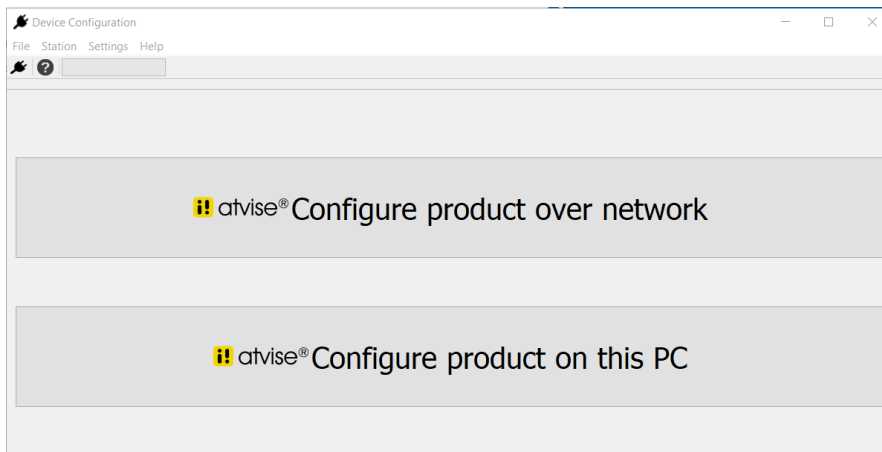 Device Configuration
File Station Settings Help
?
i! atvise® Configure product over network
i! atvise® Configure product on this PC